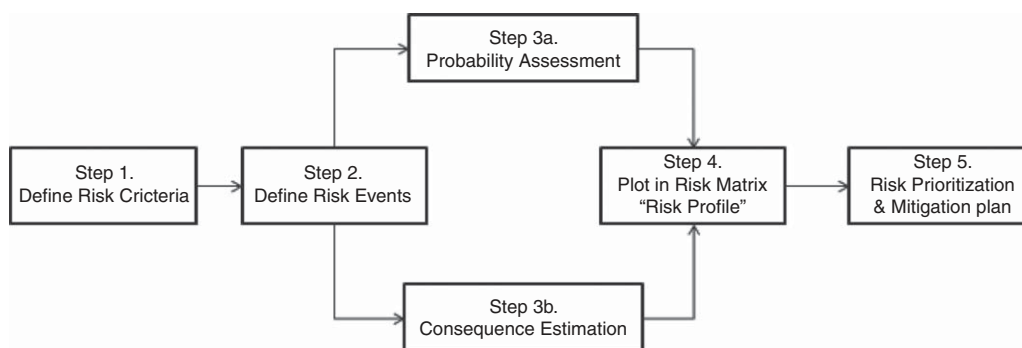 Step 3a.
Probability Assessment
Step 1.
Define Risk Cricteria
Step 2.
Define Risk Events
Step 4.
Plot in Risk Matrix
“Risk Profile”
Step 5.
Risk Prioritization
& Mitigation plan
Step 3b.
Consequence Estimation